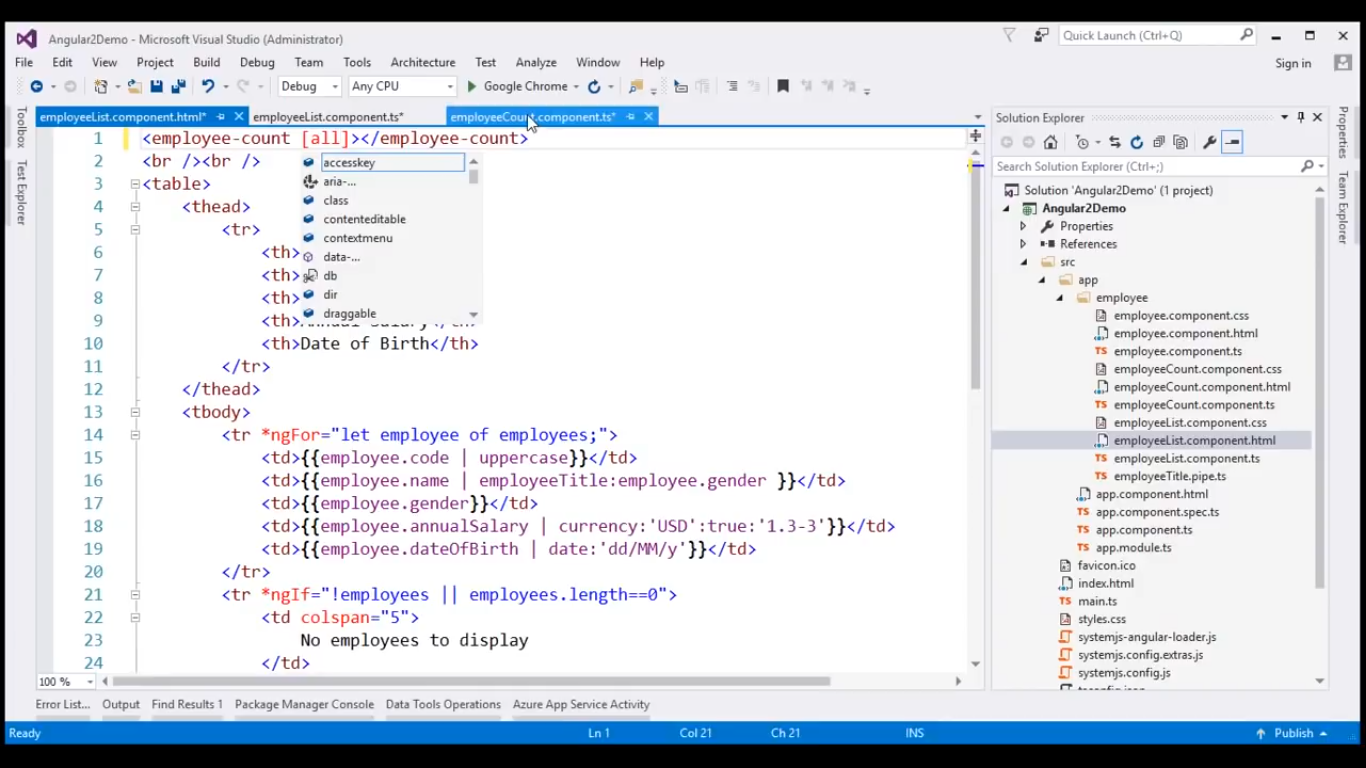 Angular2Demo - Microsoft Visual Studio (Administrator)
Quick Launch (Ctrl+Q)
File Edit View Project Build Debug Team Tools Architecture Test Analyze Window Help
Sign in
Debug Any CPU Google Chrome
employeeList.component.html* employeeList.component.ts* employeeCount.component.ts*
Toolbox
Test Explorer
1 <employee-count [all]></employee-count>
2 <br /><br />
3 <table>
4 <thead>
5 <tr>
6 <th>
7 <th>
8 <th>
9 <th>Annual Salary</th>
10 <th>Date of Birth</th>
11 </tr>
12 </thead>
13 <tbody>
14 <tr *ngFor="let employee of employees;">
15 <td>{{employee.code | uppercase}}</td>
16 <td>{{employee.name | employeeTitle:employee.gender }}</td>
17 <td>{{employee.gender}}</td>
18 <td>{{employee.annualSalary | currency:'USD':true:'1.3-3'}}</td>
19 <td>{{employee.dateOfBirth | date:'dd/MM/y'}}</td>
20 </tr>
21 <tr *ngIf="!employees || employees.length==0">
22 <td colspan="5">
23 No employees to display
24 </td>
accesskey
aria-...
class
contenteditable
contextmenu
data-...
db
dir
draggable
100 %
Solution Explorer
Search Solution Explorer (Ctrl+;)
Solution 'Angular2Demo' (1 project)
Angular2Demo
Properties
References
src
app
employee
employee.component.css
employee.component.html
TS employee.component.ts
employeeCount.component.css
employeeCount.component.html
TS employeeCount.component.ts
employeeList.component.css
employeeList.component.html
TS employeeList.component.ts
TS employeeTitle.pipe.ts
app.component.html
TS app.component.spec.ts
TS app.component.ts
TS app.module.ts
favicon.ico
index.html
TS main.ts
styles.css
systemjs-angular-loader.js
systemjs.config.extras.js
systemjs.config.js
Properties
Team Explorer
Error List... Output Find Results 1 Package Manager Console Data Tools Operations Azure App Service Activity
Ready Ln 1 Col 21 Ch 21 INS Publish